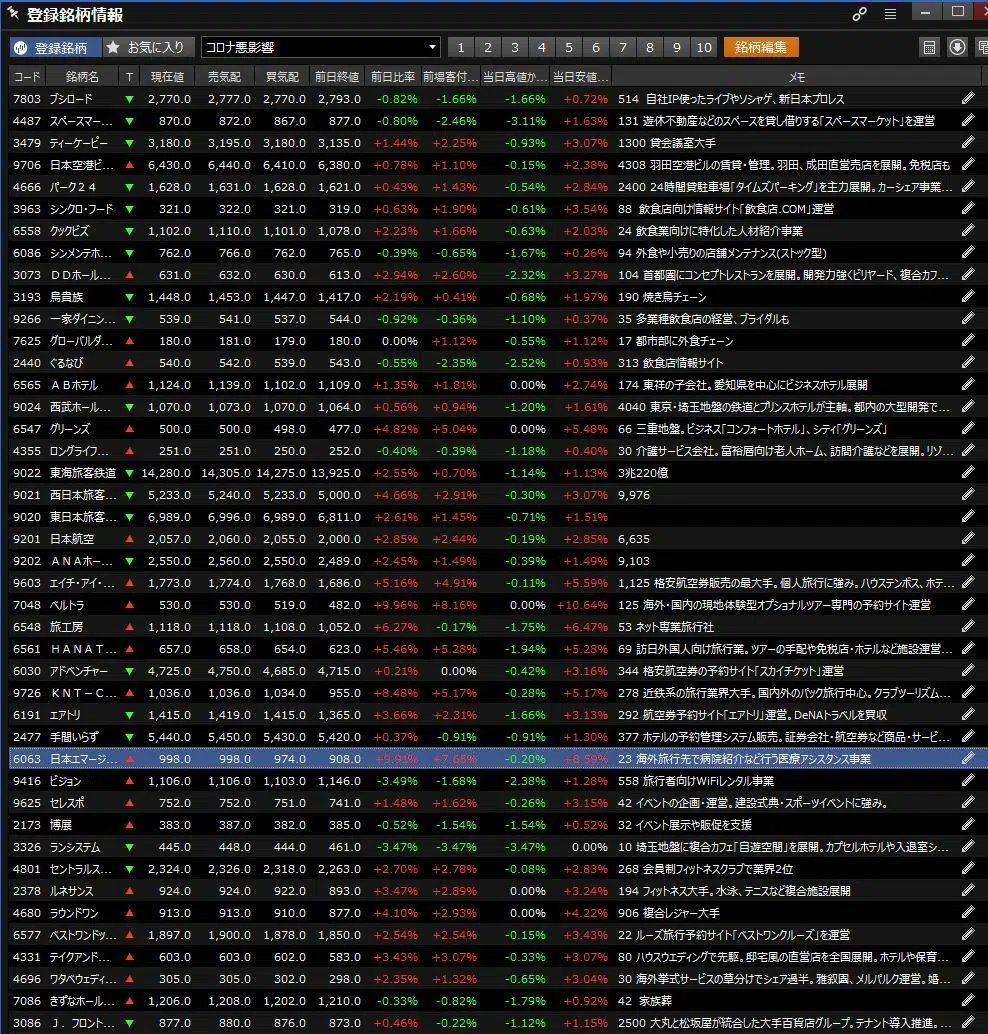 登録銘柄情報
登録銘柄 お気に入り コロナ悪影響 1 2 3 4 5 6 7 8 9 10 銘柄編集
コード 銘柄名 T 現在値 売気配 買気配 前日終値 前日比率 前場寄付... 当日高値か... 当日安値... メモ
7803 ブシロード ▼ 2,770.0 2,777.0 2,770.0 2,793.0 -0.82% -1.66% -1.66% +0.72% 514 自社IP使ったライブやソシャゲ、新日本プロレス
4487 スペースマー... ▼ 870.0 872.0 867.0 877.0 -0.80% -2.46% -3.11% +1.63% 131 遊休不動産などのスペースを貸し借りする「スペースマーケット」を運営
3479 ティーケーピー ▼ 3,180.0 3,195.0 3,180.0 3,135.0 +1.44% +2.25% -0.93% +3.07% 1300 貸会議室大手
9706 日本空港ビ... ▲ 6,430.0 6,440.0 6,410.0 6,380.0 +0.78% +1.10% -0.15% +2.38% 4308 羽田空港ビルの賃貸・管理。羽田、成田直営売店を展開。免税店も
4666 パーク24 ▼ 1,628.0 1,631.0 1,628.0 1,621.0 +0.43% +1.43% -0.54% +2.84% 2400 24時間貸駐車場「タイムズパーキング」を主力展開。カーシェア事業...
3963 シンクロ・フード ▼ 321.0 322.0 321.0 319.0 +0.63% +1.90% -0.61% +3.54% 88 飲食店向け情報サイト「飲食店.COM」運営
6558 クックビズ ▼ 1,102.0 1,110.0 1,101.0 1,078.0 +2.23% +1.66% -0.63% +2.03% 24 飲食業向けに特化した人材紹介事業
6086 シンメンテホ... ▼ 762.0 766.0 762.0 765.0 -0.39% -0.65% -1.67% +0.26% 94 外食や小売りの店舗メンテナンス(ストック型)
3073 DDホール... ▲ 631.0 632.0 630.0 613.0 +2.94% +2.60% -2.32% +3.27% 104 首都圏にコンセプトレストランを展開。開発力強くビリヤード、複合カフ...
3193 鳥貴族 ▼ 1,448.0 1,453.0 1,447.0 1,417.0 +2.19% +0.41% -0.68% +1.97% 190 焼き鳥チェーン
9266 一家ダイニン... ▼ 539.0 541.0 537.0 544.0 -0.92% -0.36% -1.10% +0.37% 35 多業種飲食店の経営、ブライダルも
7625 グローバルダ... ▲ 180.0 181.0 179.0 180.0 0.00% +1.12% -0.55% +1.12% 17 都市部に外食チェーン
2440 ぐるなび ▲ 540.0 542.0 539.0 543.0 -0.55% -2.35% -2.52% +0.93% 313 飲食店情報サイト
6565 ABホテル ▲ 1,124.0 1,139.0 1,102.0 1,109.0 +1.35% +1.81% 0.00% +2.74% 174 東祥の子会社。愛知県を中心にビジネスホテル展開
9024 西武ホール... ▼ 1,070.0 1,073.0 1,070.0 1,064.0 +0.56% +0.94% -1.20% +1.61% 4040 東京・埼玉地盤の鉄道とプリンスホテルが主軸。都内の大型開発で...
6547 グリーンズ ▲ 500.0 500.0 498.0 477.0 +4.82% +5.04% 0.00% +5.48% 66 三重地盤。ビジネス「コンフォートホテル」、シティ「グリーンズ」
4355 ロングライフ... ▲ 251.0 251.0 250.0 252.0 -0.40% -0.39% -1.18% +0.40% 30 介護サービス会社。富裕層向け老人ホーム、訪問介護などを展開。リゾ...
9022 東海旅客鉄道 ▼ 14,280.0 14,305.0 14,275.0 13,925.0 +2.55% +0.70% -1.14% +1.13% 3兆220億
9021 西日本旅客... ▼ 5,233.0 5,240.0 5,233.0 5,000.0 +4.66% +2.91% -0.30% +3.07% 9,976
9020 東日本旅客... ▼ 6,989.0 6,996.0 6,989.0 6,811.0 +2.61% +1.45% -0.71% +1.51%
9201 日本航空 ▲ 2,057.0 2,060.0 2,055.0 2,000.0 +2.85% +2.44% -0.19% +2.85% 6,635
9202 ANAホー... ▼ 2,550.0 2,560.0 2,550.0 2,489.0 +2.45% +1.49% -0.39% +1.49% 9,103
9603 エイチ・アイ・... ▼ 1,773.0 1,774.0 1,768.0 1,686.0 +5.16% +4.91% -0.11% +5.59% 1,125 格安航空券販売の最大手。個人旅行に強み。ハウステンボス、ホテ...
7048 ベルトラ ▲ 530.0 530.0 519.0 482.0 +9.96% +8.16% 0.00% +10.64% 125 海外・国内の現地体験型オプショナルツアー専門の予約サイト運営
6548 旅工房 ▲ 1,118.0 1,118.0 1,108.0 1,052.0 +6.27% -0.17% -1.75% +6.47% 53 ネット専業旅行社
6561 HANAT... ▲ 657.0 658.0 654.0 623.0 +5.46% +5.28% -1.94% +5.28% 69 訪日外国人向け旅行業。ツアーの手配や免税店・ホテルなど施設運営...
6030 アドベンチャー ▼ 4,725.0 4,750.0 4,685.0 4,715.0 +0.21% 0.00% -0.42% +3.16% 344 格安航空券の予約サイト「スカイチケット」運営
9726 KNT－C... ▲ 1,036.0 1,036.0 1,034.0 955.0 +8.48% +5.17% -0.28% +5.17% 278 近鉄系の旅行業界大手。国内外のパック旅行中心。クラブツーリズム...
6191 エアトリ ▼ 1,415.0 1,419.0 1,415.0 1,365.0 +3.66% +2.31% -1.66% +3.13% 292 航空券予約サイト「エアトリ」運営。DeNAトラベルを買収
2477 手間いらず ▼ 5,440.0 5,450.0 5,430.0 5,420.0 +0.37% -0.91% -0.91% +1.30% 377 ホテルの予約管理システム販売。証券会社・航空券など商品・サービ...
6063 日本エマージ... ▲ 998.0 998.0 974.0 908.0 +9.91% +7.65% -0.20% +8.59% 23 海外旅行先で病院紹介など行う医療アシスタンス事業
9416 ビジョン ▲ 1,106.0 1,106.0 1,103.0 1,146.0 -3.49% -1.68% -2.38% +1.28% 558 旅行者向けWiFiレンタル事業
9625 セレスポ ▲ 752.0 752.0 751.0 741.0 +1.48% +1.62% -0.26% +3.15% 42 イベントの企画・運営。建設式典・スポーツイベントに強み。
2173 博展 ▲ 383.0 387.0 382.0 385.0 -0.52% -1.54% -1.54% +0.52% 32 イベント展示や販促を支援
3326 ランシステム ▼ 445.0 448.0 444.0 461.0 -3.47% -3.47% -3.47% 0.00% 10 埼玉地盤に複合カフェ「自遊空間」を展開。カプセルホテルや入退室シ...
4801 セントラルス... ▼ 2,324.0 2,326.0 2,318.0 2,263.0 +2.70% +2.78% -0.08% +2.83% 268 会員制フィットネスクラブで業界2位
2378 ルネサンス ▲ 924.0 924.0 922.0 893.0 +3.47% +2.89% 0.00% +3.24% 194 フィットネス大手。水泳、テニスなど複合施設展開
4680 ラウンドワン ▲ 913.0 913.0 910.0 877.0 +4.10% +2.93% 0.00% +4.22% 906 複合レジャー大手
6577 ベストワンドッ... ▲ 1,897.0 1,900.0 1,878.0 1,850.0 +2.54% +2.54% -0.15% +3.43% 22 ルーズ旅行予約サイト「ベストワンクルーズ」を運営
4331 テイクアンド... ▲ 603.0 603.0 602.0 583.0 +3.43% +3.07% -0.33% +3.07% 80 ハウスウェディングで先駆。邸宅風の直営店を全国展開。ホテルや保育...
4696 ワタベウェディ... ▲ 305.0 305.0 302.0 298.0 +2.35% +1.32% -0.65% +3.04% 30 海外挙式サービスの草分けでシェア過半。雅叙園、メルパルク運営。婚...
7086 きずなホール... ▲ 1,206.0 1,208.0 1,202.0 1,210.0 -0.33% -0.82% -1.79% +0.92% 42 家族葬
3086 J．フロント... ▼ 877.0 880.0 876.0 873.0 +0.46% -0.22% -1.12% +1.15% 2500 大丸と松坂屋が統合した大手百貨店グループ。テナント導入推進。...